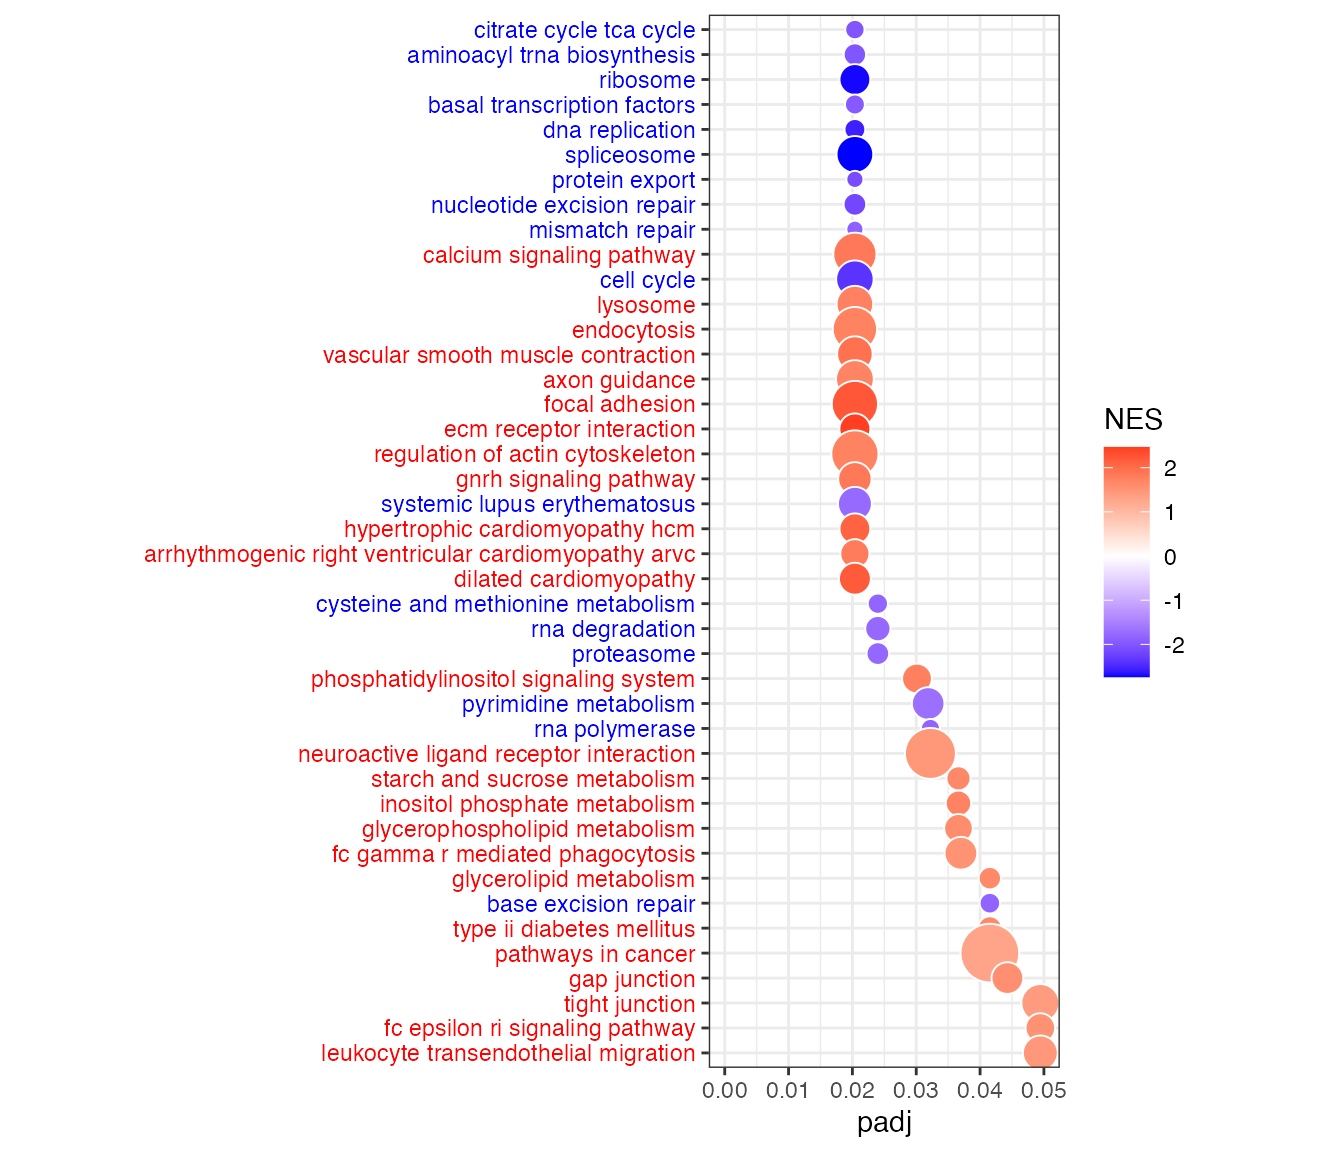 citrate cycle tca cycle
aminoacyl trna biosynthesis
ribosome
basal transcription factors
dna replication
spliceosome
protein export
nucleotide excision repair
mismatch repair
calcium signaling pathway
cell cycle
lysosome
endocytosis
vascular smooth muscle contraction
axon guidance
focal adhesion
ecm receptor interaction
regulation of actin cytoskeleton
gnrh signaling pathway
systemic lupus erythematosus
hypertrophic cardiomyopathy hcm
arrhythmogenic right ventricular cardiomyopathy arvc
dilated cardiomyopathy
cysteine and methionine metabolism
rna degradation
proteasome
phosphatidylinositol signaling system
pyrimidine metabolism
rna polymerase
neuroactive ligand receptor interaction
starch and sucrose metabolism
inositol phosphate metabolism
glycerophospholipid metabolism
fc gamma r mediated phagocytosis
glycerolipid metabolism
base excision repair
type ii diabetes mellitus
pathways in cancer
gap junction
tight junction
fc epsilon ri signaling pathway
leukocyte transendothelial migration
0.00 0.01 0.02 0.03 0.04 0.05
padj
NES
2
1
0
-1
-2